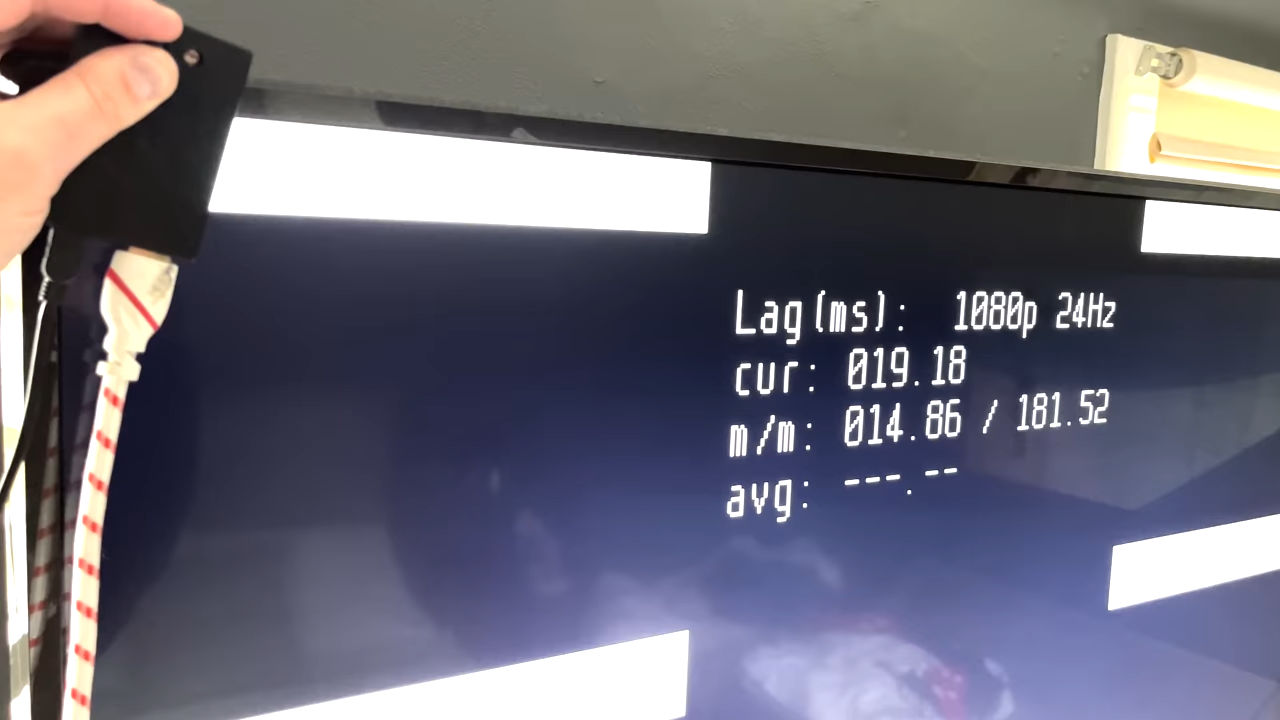 Lag(ms): 1080p 24Hz
cur: 019.18
m/m: 014.86 / 181.52
avg: ---.--